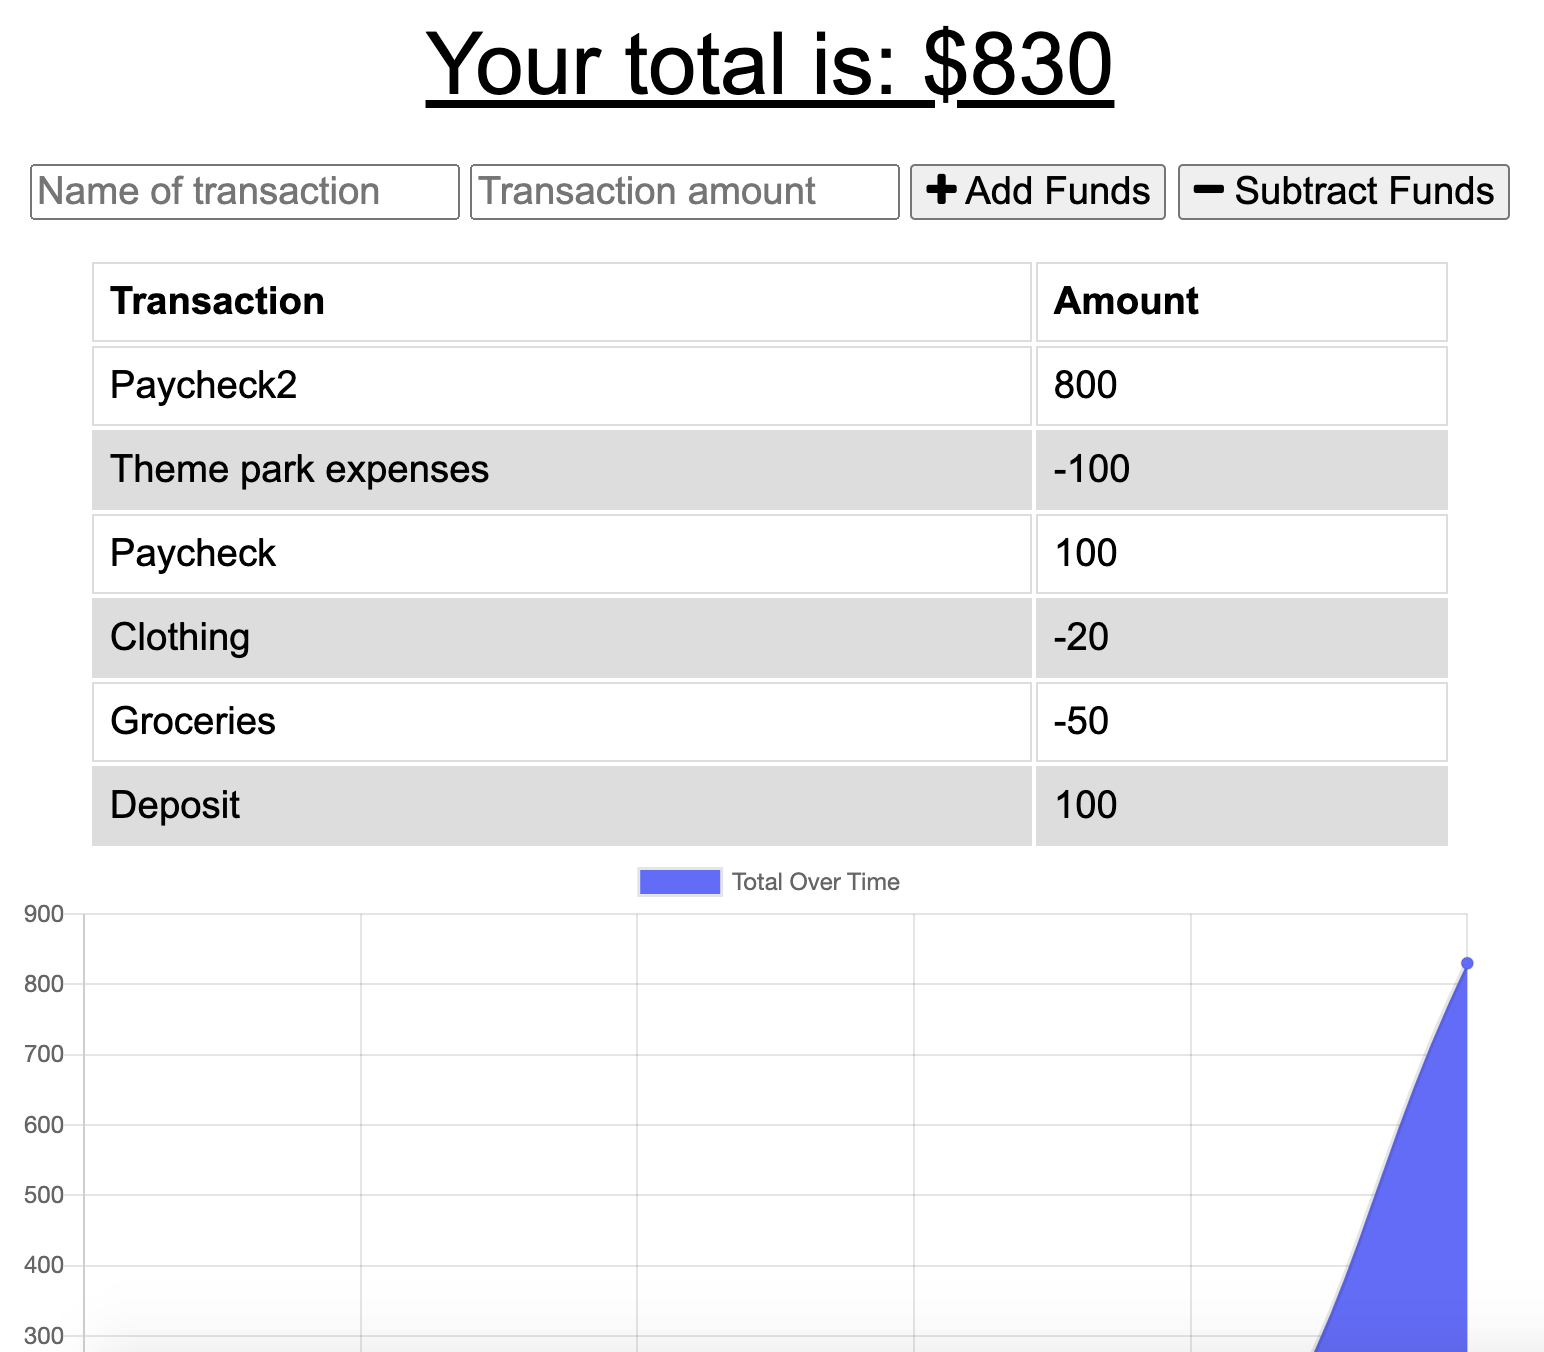 Your total is: $830
Name of transaction Transaction amount Add Funds Subtract Funds
Transaction Amount
Paycheck2 800
Theme park expenses -100
Paycheck 100
Clothing -20
Groceries -50
Deposit 100
Total Over Time
900
800
700
600
500
400
300